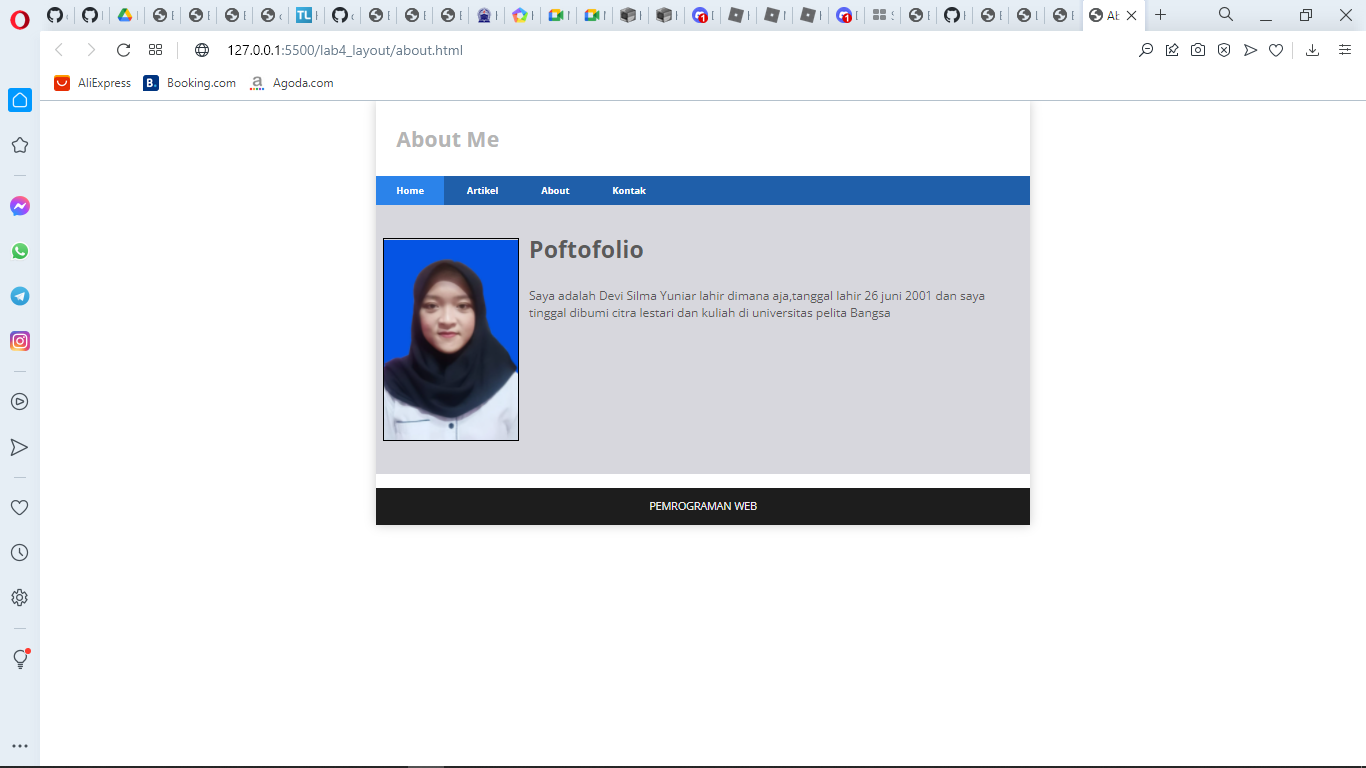 127.0.0.1:5500/lab4_layout/about.html
AliExpress Booking.com Agoda.com
About Me
Home Artikel About Kontak
Poftofolio
Saya adalah Devi Silma Yuniar lahir dimana aja,tanggal lahir 26 juni 2001 dan saya
tinggal dibumi citra lestari dan kuliah di universitas pelita Bangsa
PEMROGRAMAN WEB